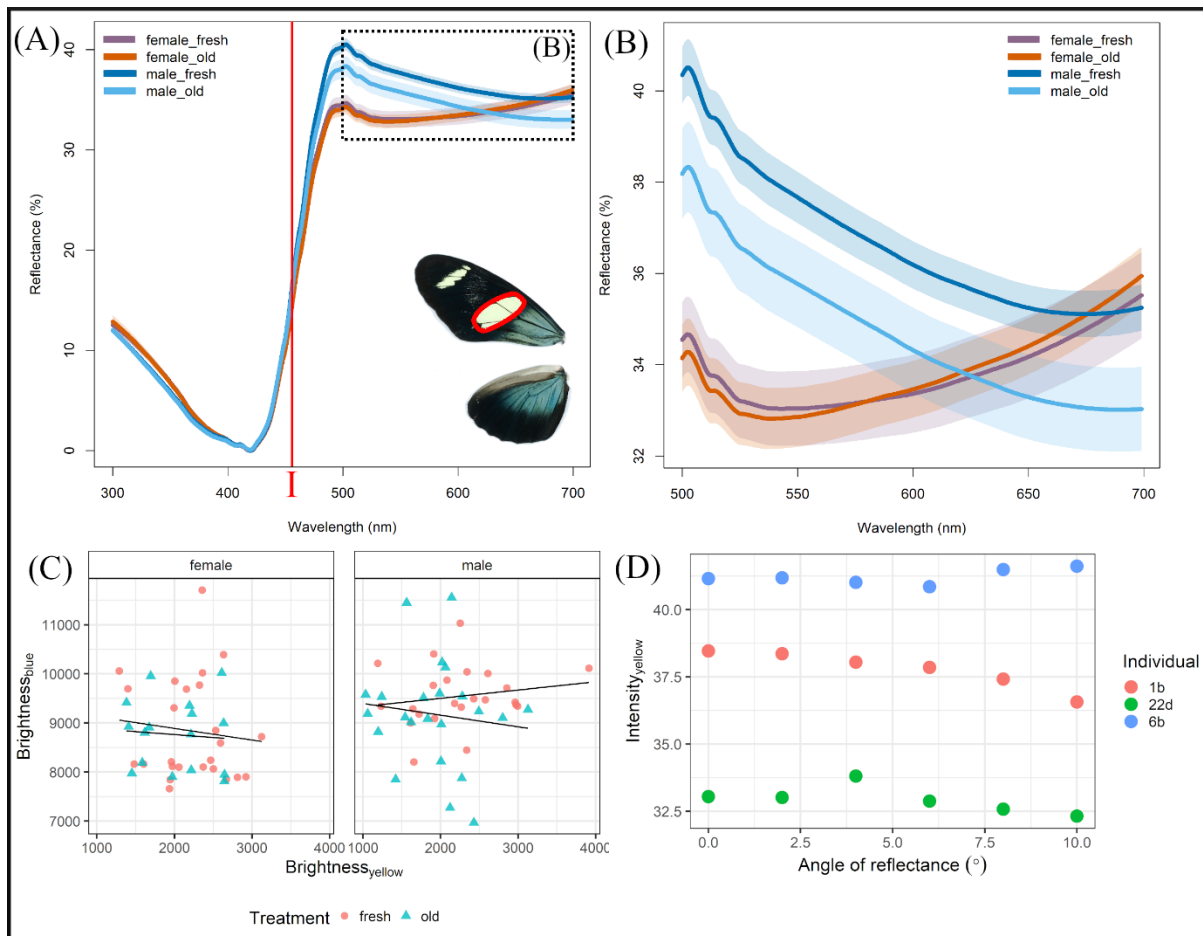 (A)
female_fresh
female_old
male_fresh
male_old
(B)
Reflectance (%)
0
10
20
30
40
300
400
500
600
700
I
Wavelength (nm)
(B)
female_fresh
female_old
male_fresh
male_old
Reflectance (%)
32
34
36
38
40
500
550
600
650
700
Wavelength (nm)
(C)
female
male
Brightness_blue
11000
10000
9000
8000
7000
1000
2000
3000
4000
1000
2000
3000
400
Brightness_yellow
Treatment
fresh
old
(D)
Intensity_yellow
40.0
37.5
35.0
32.5
0.0
2.5
5.0
7.5
10.0
Angle of reflectance (°)
Individual
1b
22d
6b